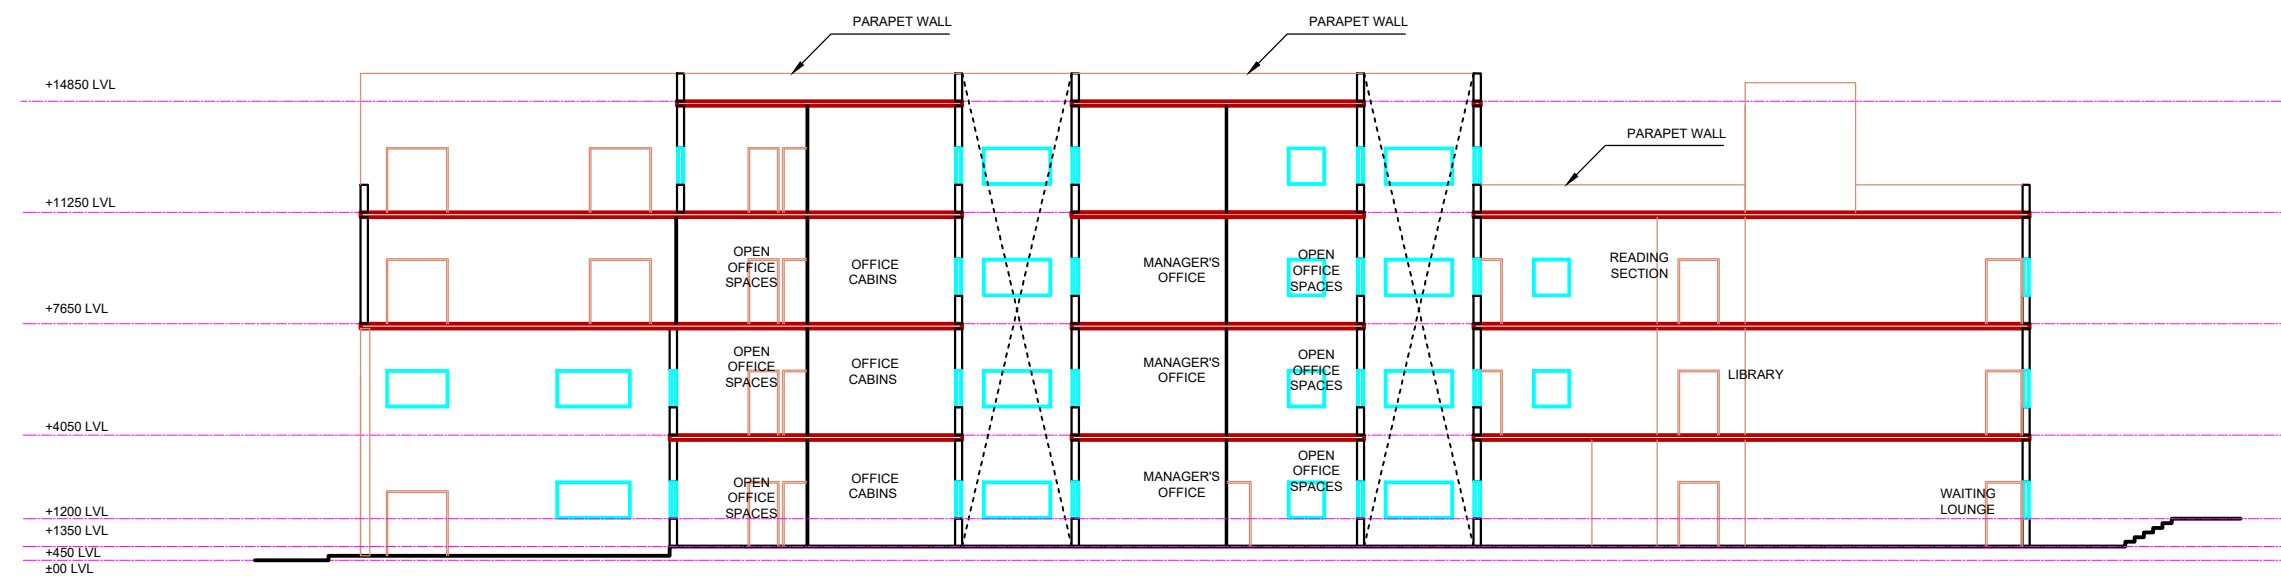 PARAPET WALL
PARAPET WALL
+14850 LVL
PARAPET WALL
+11250 LVL
OPEN
OFFICE
SPACES
OFFICE
CABINS
MANAGER'S
OFFICE
OPEN
OFFICE
SPACES
READING
SECTION
+7650 LVL
OPEN
OFFICE
SPACES
OFFICE
CABINS
MANAGER'S
OFFICE
OPEN
OFFICE
SPACES
LIBRARY
+4050 LVL
OPEN
OFFICE
SPACES
OFFICE
CABINS
MANAGER'S
OFFICE
OPEN
OFFICE
SPACES
WAITING
LOUNGE
+1200 LVL
+1350 LVL
+450 LVL
±00 LVL